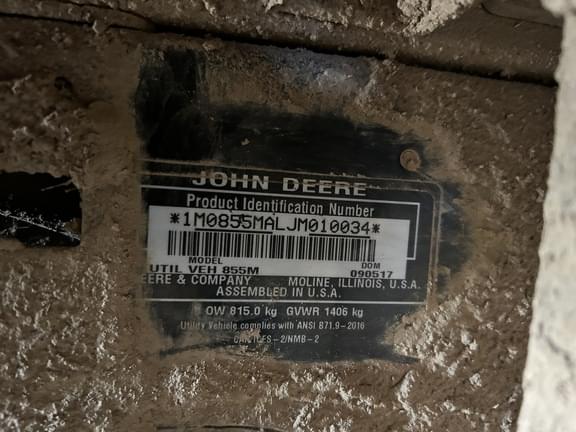 JOHN DEERE
Product Identification Number
*1M0855MALJM010034*
MODEL DOM
UTIL VEH 855M 090517
EERE & COMPANY MOLINE, ILLINOIS, U.S.A.
ASSEMBLED IN U.S.A.
OW 815.0 kg GVWR 1406 kg
Utility Vehicle complies with ANSI 871.9-2016
CAN ICES-2/NMB-2